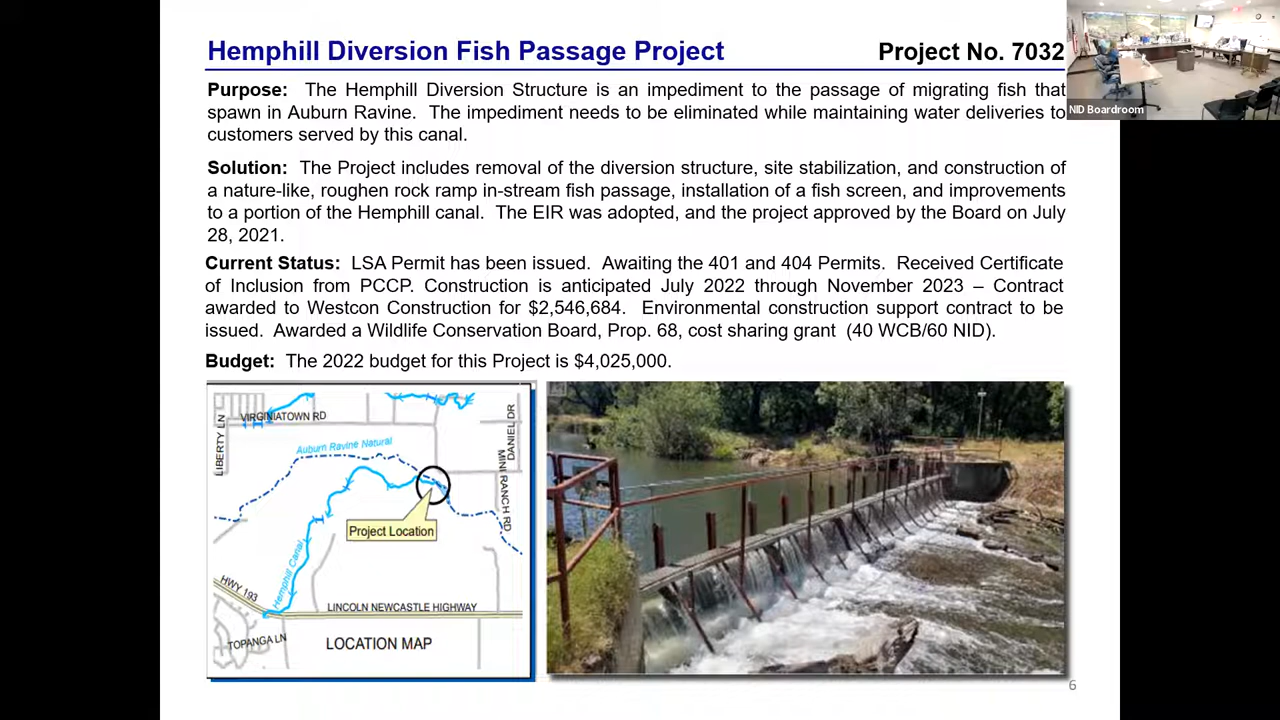 Hemphill Diversion Fish Passage Project Project No. 7032
NID Boardroom
Purpose: The Hemphill Diversion Structure is an impediment to the passage of migrating fish that
spawn in Auburn Ravine. The impediment needs to be eliminated while maintaining water deliveries to
customers served by this canal.
Solution: The Project includes removal of the diversion structure, site stabilization, and construction of
a nature-like, roughen rock ramp in-stream fish passage, installation of a fish screen, and improvements
to a portion of the Hemphill canal. The EIR was adopted, and the project approved by the Board on July
28, 2021.
Current Status: LSA Permit has been issued. Awaiting the 401 and 404 Permits. Received Certificate
of Inclusion from PCCP. Construction is anticipated July 2022 through November 2023 – Contract
awarded to Westcon Construction for $2,546,684. Environmental construction support contract to be
issued. Awarded a Wildlife Conservation Board, Prop. 68, cost sharing grant (40 WCB/60 NID).
Budget: The 2022 budget for this Project is $4,025,000.
VIRGINIATOWN RD
LIBERTY LN
Auburn Ravine Natural
DANIEL DR
MINI RANCH RD
Project Location
Hemphill Canal
HWY 193
LINCOLN NEWCASTLE HIGHWAY
TOPANGA LN
LOCATION MAP
6